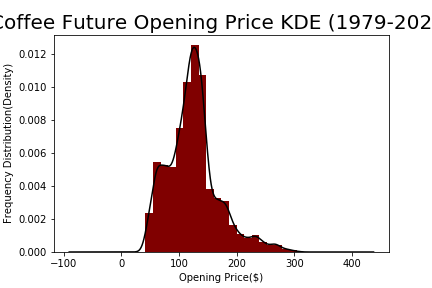 Coffee Future Opening Price KDE (1979-202
0.012
0.010
0.008
0.006
0.004
0.002
0.000
Frequency Distribution(Density)
−100 0 100 200 300 400
Opening Price($)